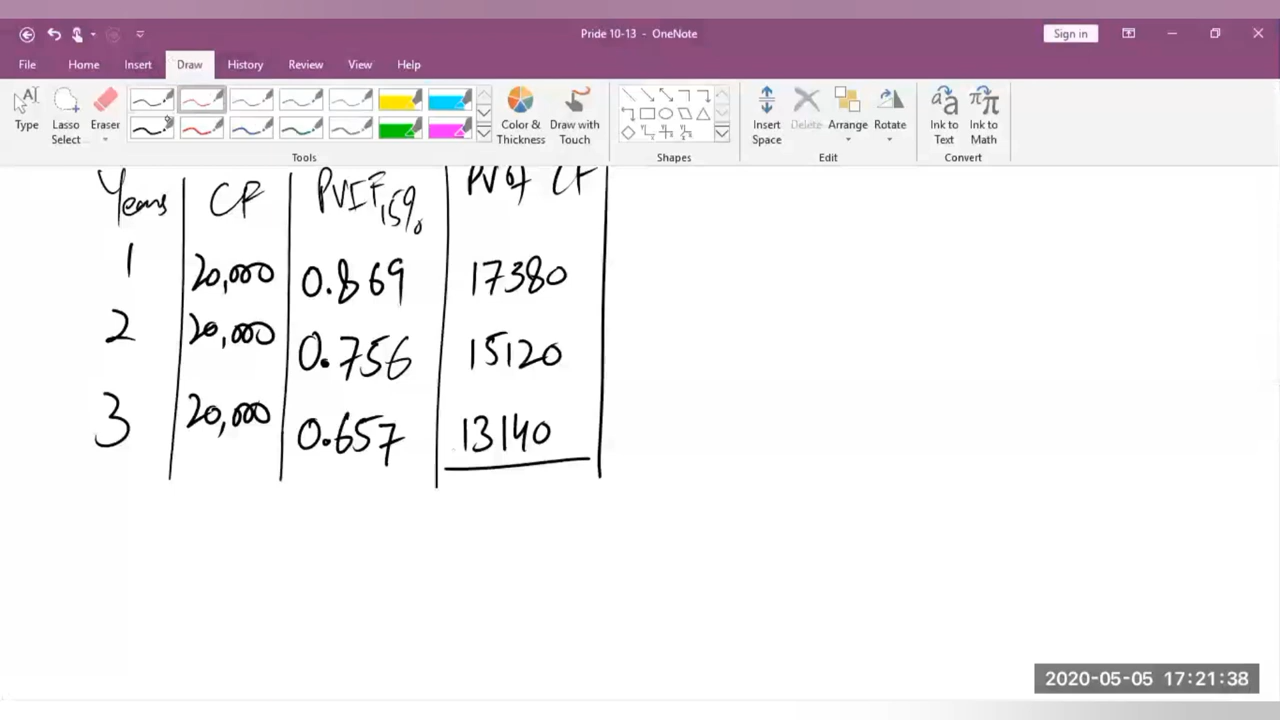 Pride 10-13 - OneNote
Sign in
File Home Insert Draw History Review View Help
Type
Lasso Select
Eraser
Color & Thickness
Draw with Touch
Insert Space
Delete
Arrange
Rotate
Ink to Text
Ink to Math
Tools
Shapes
Edit
Convert
Years CF PVIF15% PV of CF
1 20,000 0.869 17380
2 20,000 0.756 15120
3 20,000 0.657 13140
2020-05-05 17:21:38